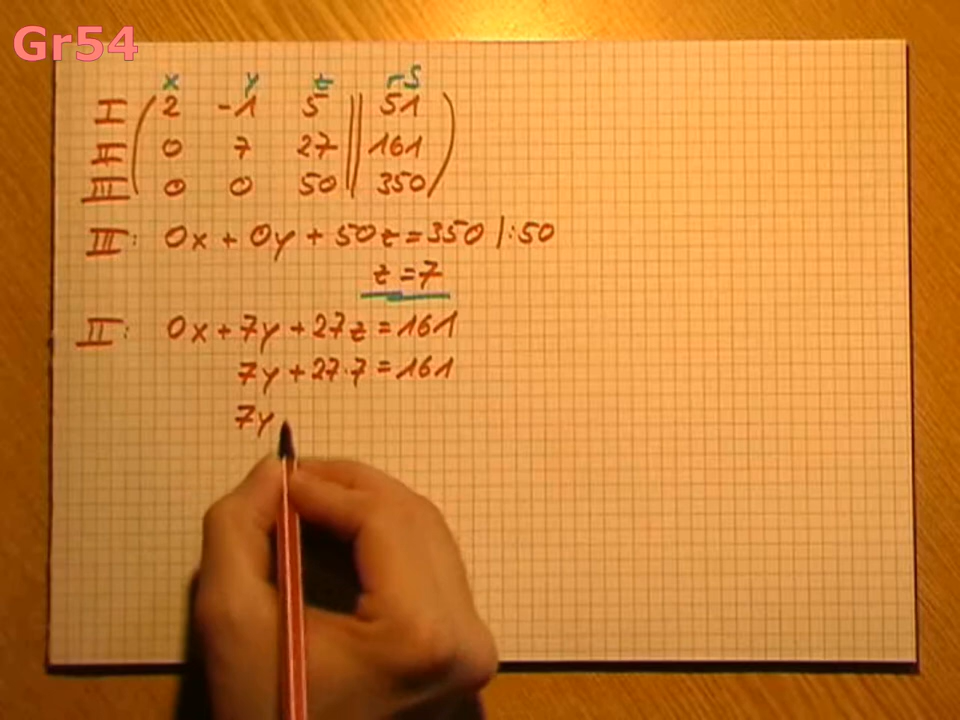 Gr54
x y z rS
I ( 2 -1 5 || 51 )
II ( 0 7 27 || 161 )
III ( 0 0 50 || 350 )
III: 0x + 0y + 50z = 350 |:50
z = 7
II: 0x + 7y + 27z = 161
7y + 27·7 = 161
7y